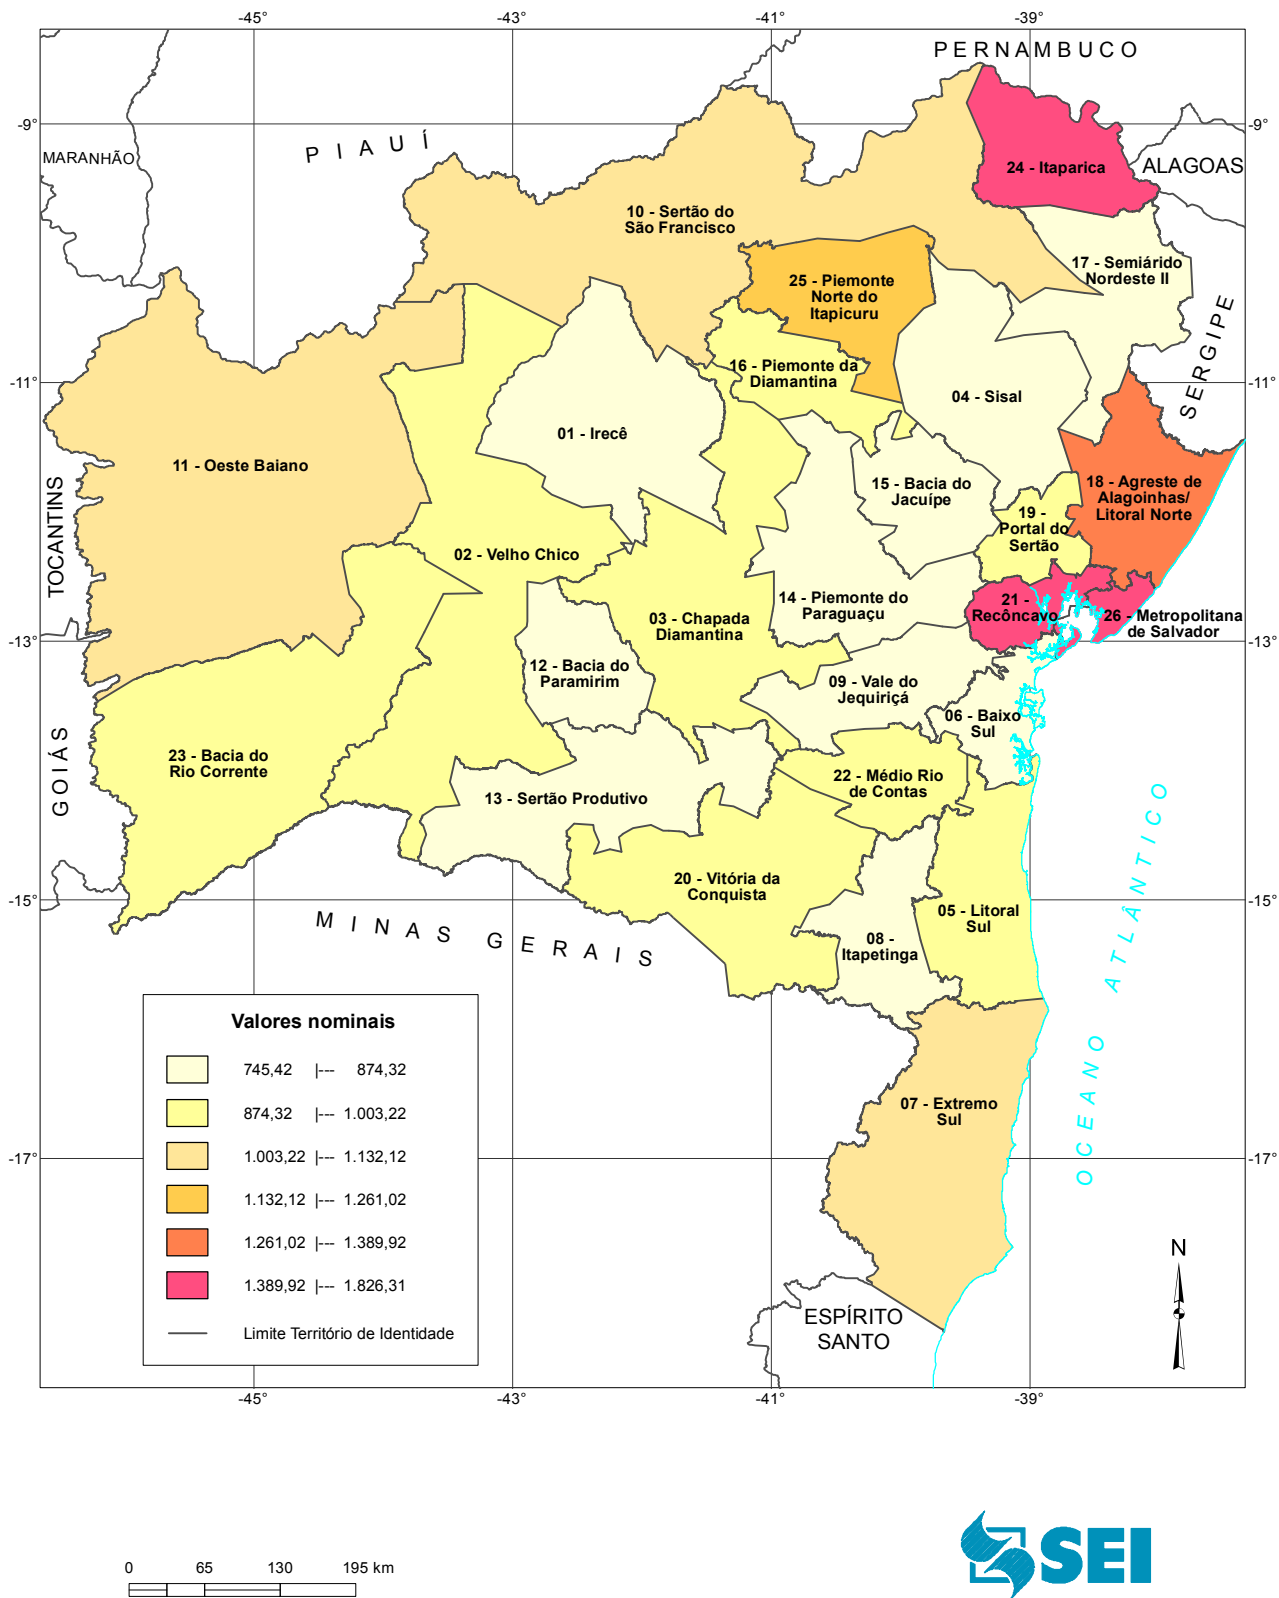 -45°
-43°
-41°
-39°
PERNAMBUCO
-9°
-9°
PIAUÍ
MARANHÃO
ALAGOAS
24 - Itaparica
10 - Sertão do
São Francisco
17 - Semiárido
Nordeste II
25 - Piemonte
Norte do
Itapicuru
SERGIPE
16 - Piemonte da
Diamantina
-11°
-11°
04 - Sisal
01 - Irecê
11 - Oeste Baiano
15 - Bacia do
Jacuípe
18 - Agreste de
Alagoinhas/
Litoral Norte
19 -
Portal do
Sertão
TOCANTINS
02 - Velho Chico
14 - Piemonte do
Paraguaçu
21 -
Recôncavo
26 - Metropolitana
de Salvador
03 - Chapada
Diamantina
-13°
-13°
12 - Bacia do
Paramirim
09 - Vale do
Jequiriçá
06 - Baixo
Sul
GOIÁS
23 - Bacia do
Rio Corrente
22 - Médio Rio
de Contas
13 - Sertão Produtivo
20 - Vitória da
Conquista
-15°
-15°
05 - Litoral
Sul
08 -
Itapetinga
MINAS GERAIS
OCEANO ATLÂNTICO
Valores nominais
745,42 |--- 874,32
874,32 |--- 1.003,22
1.003,22 |--- 1.132,12
1.132,12 |--- 1.261,02
1.261,02 |--- 1.389,92
1.389,92 |--- 1.826,31
Limite Território de Identidade
07 - Extremo
Sul
-17°
-17°
N
ESPÍRITO
SANTO
-45°
-43°
-41°
-39°
0 65 130 195 km
SEI